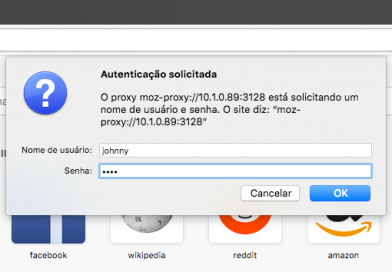 Autenticação solicitada
O proxy moz-proxy://10.1.0.89:3128 está solicitando um
nome de usuário e senha. O site diz: “moz-
proxy://10.1.0.89:3128”
Nome de usuário: johnny
Senha: ••••
Cancelar OK
facebook wikipedia reddit amazon